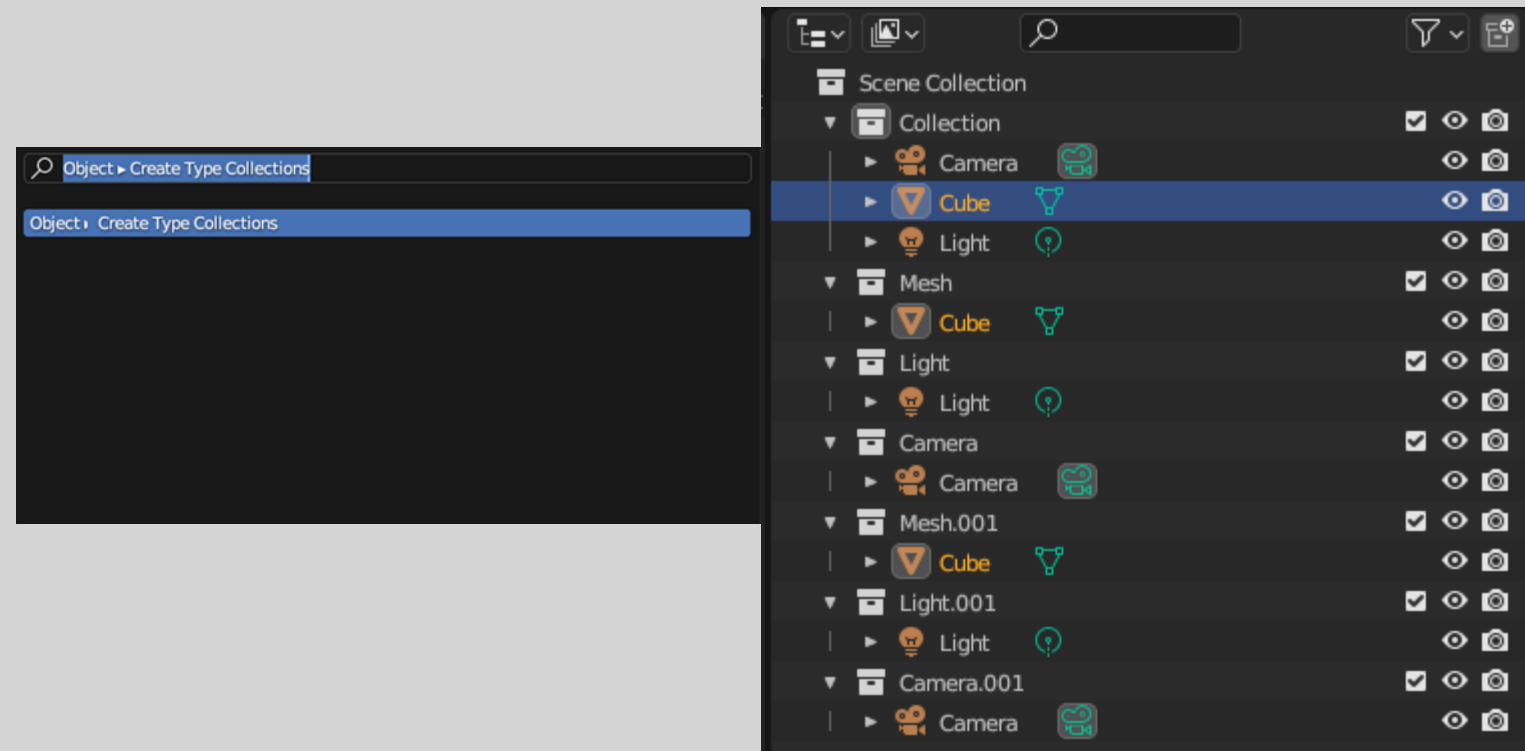 Object ▸ Create Type Collections
Object ▸ Create Type Collections
Scene Collection
Collection
Camera
Cube
Light
Mesh
Cube
Light
Light
Camera
Camera
Mesh.001
Cube
Light.001
Light
Camera.001
Camera